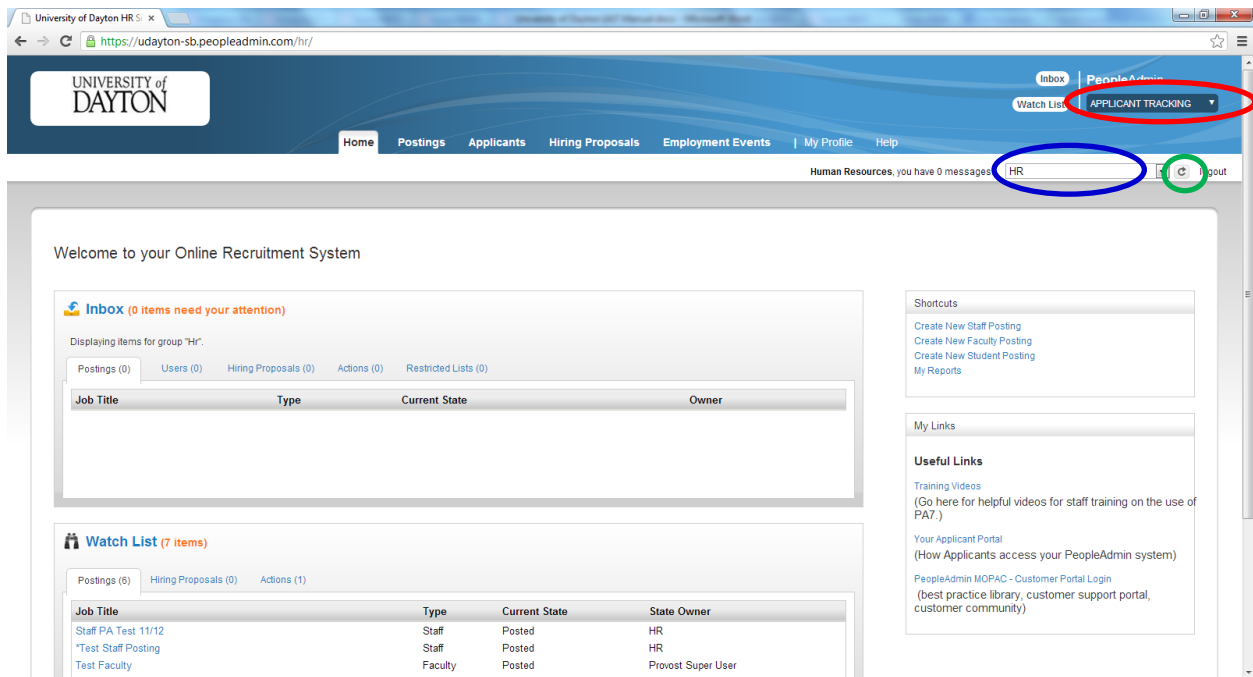 University of Dayton HR Si
https://udayton-sb.peopleadmin.com/hr/
UNIVERSITY of
DAYTON
Inbox
PeopleAdmin
Watch List
APPLICANT TRACKING
Home Postings Applicants Hiring Proposals Employment Events | My Profile Help
Human Resources, you have 0 messages. HR logout
Welcome to your Online Recruitment System
Inbox (0 items need your attention)
Displaying items for group "Hr".
Postings (0) Users (0) Hiring Proposals (0) Actions (0) Restricted Lists (0)
Job Title Type Current State Owner
Watch List (7 items)
Postings (6) Hiring Proposals (0) Actions (1)
Job Title Type Current State State Owner
Staff PA Test 11/12 Staff Posted HR
*Test Staff Posting Staff Posted HR
Test Faculty Faculty Posted Provost Super User
Shortcuts
Create New Staff Posting
Create New Faculty Posting
Create New Student Posting
My Reports
My Links
Useful Links
Training Videos
(Go here for helpful videos for staff training on the use of
PA7.)
Your Applicant Portal
(How Applicants access your PeopleAdmin system)
PeopleAdmin MOPAC - Customer Portal Login
(best practice library, customer support portal,
customer community)